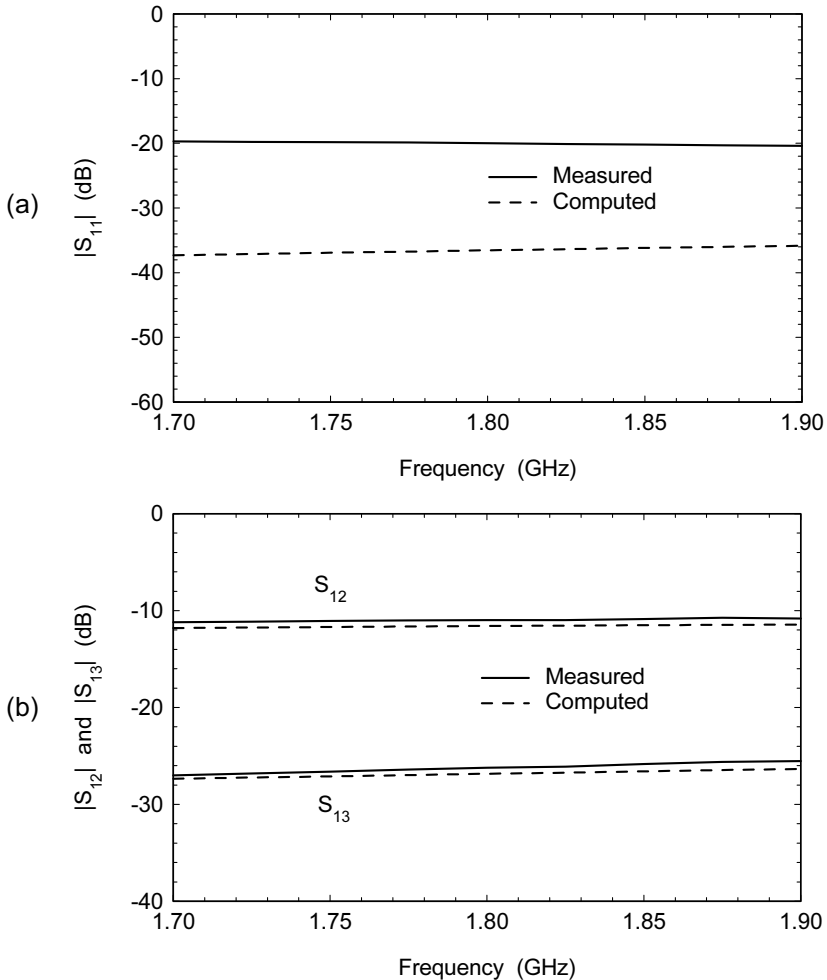 (a)
|S11| (dB)
0
-10
-20
-30
-40
-50
-60
Measured
Computed
1.70 1.75 1.80 1.85 1.90
Frequency (GHz)
(b)
|S12| and |S13| (dB)
0
-10
-20
-30
-40
S12
Measured
Computed
S13
1.70 1.75 1.80 1.85 1.90
Frequency (GHz)